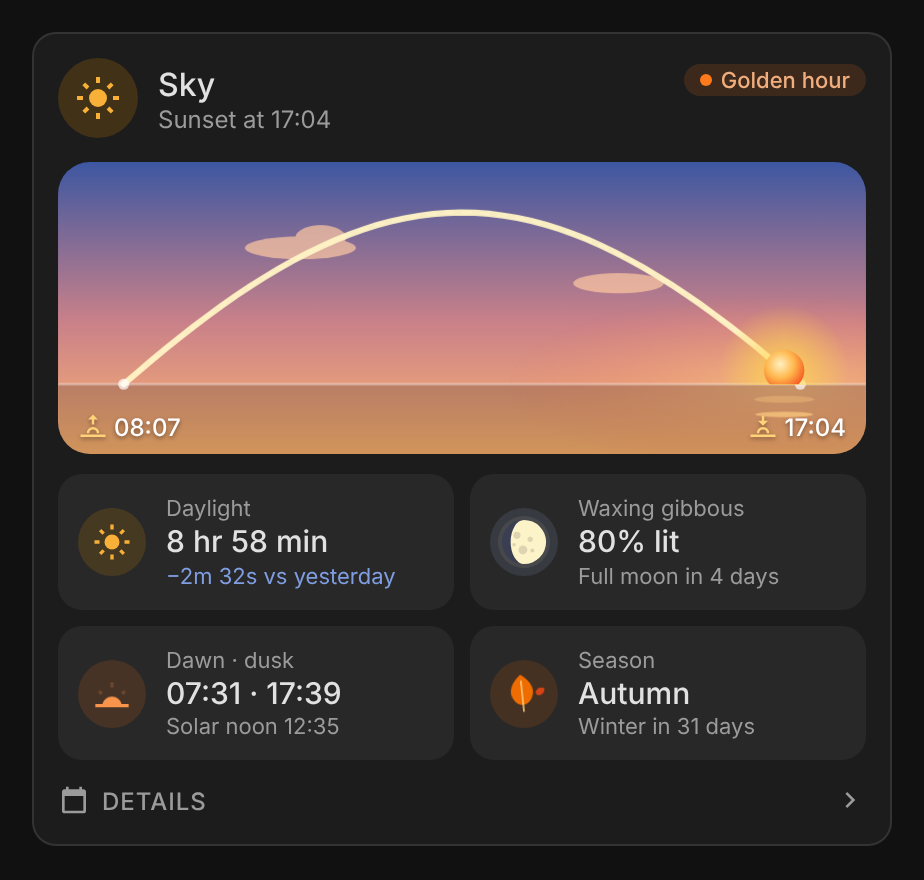 Sky
Sunset at 17:04
Golden hour
08:07
17:04
Daylight
8 hr 58 min
−2m 32s vs yesterday
Waxing gibbous
80% lit
Full moon in 4 days
Dawn · dusk
07:31 · 17:39
Solar noon 12:35
Season
Autumn
Winter in 31 days
DETAILS